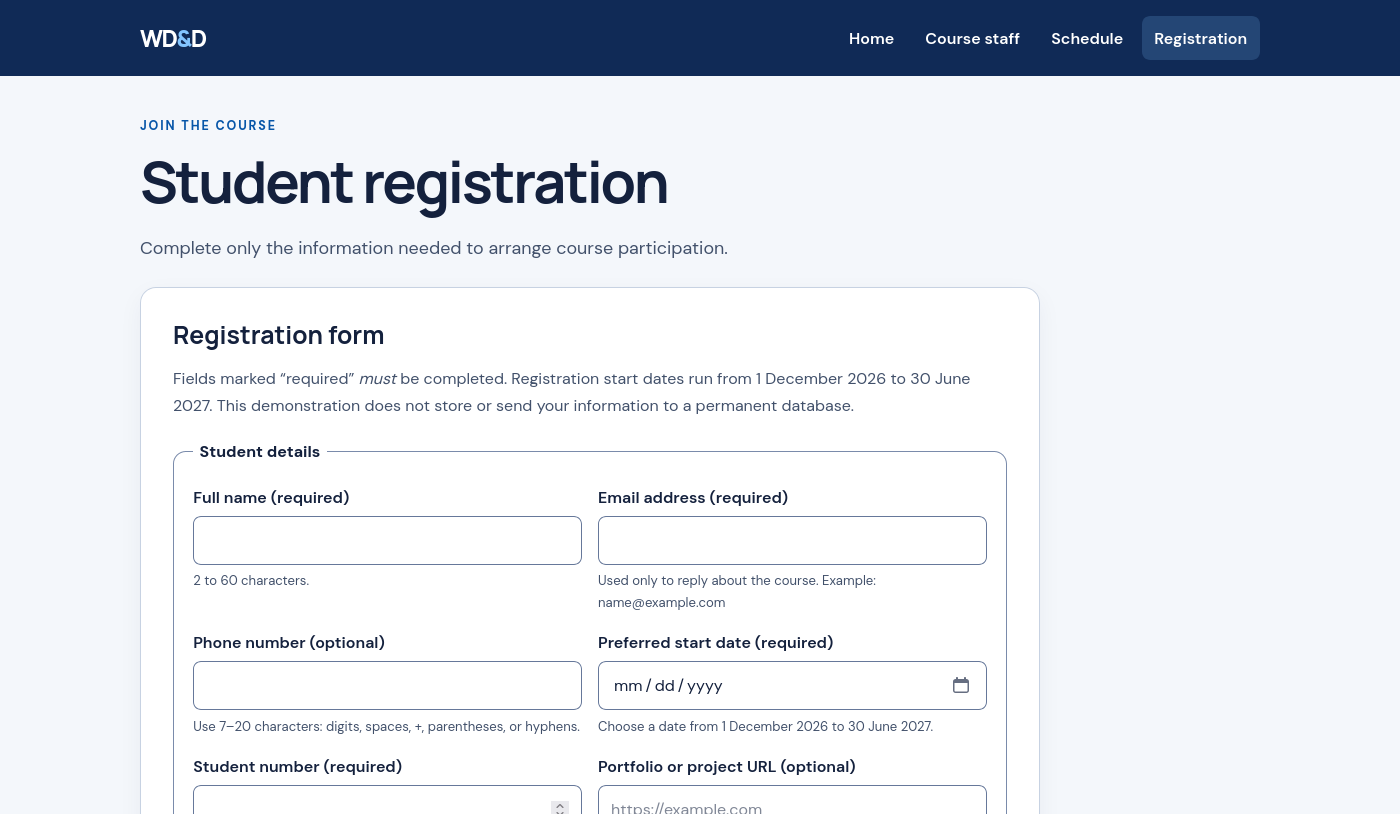 WD&D
Home
Course staff
Schedule
Registration
JOIN THE COURSE
Student registration
Complete only the information needed to arrange course participation.
Registration form
Fields marked “required” must be completed. Registration start dates run from 1 December 2026 to 30 June
2027. This demonstration does not store or send your information to a permanent database.
Student details
Full name (required)
2 to 60 characters.
Email address (required)
Used only to reply about the course. Example:
name@example.com
Phone number (optional)
Use 7–20 characters: digits, spaces, +, parentheses, or hyphens.
Preferred start date (required)
mm/dd/yyyy
Choose a date from 1 December 2026 to 30 June 2027.
Student number (required)
Portfolio or project URL (optional)
https://example.com